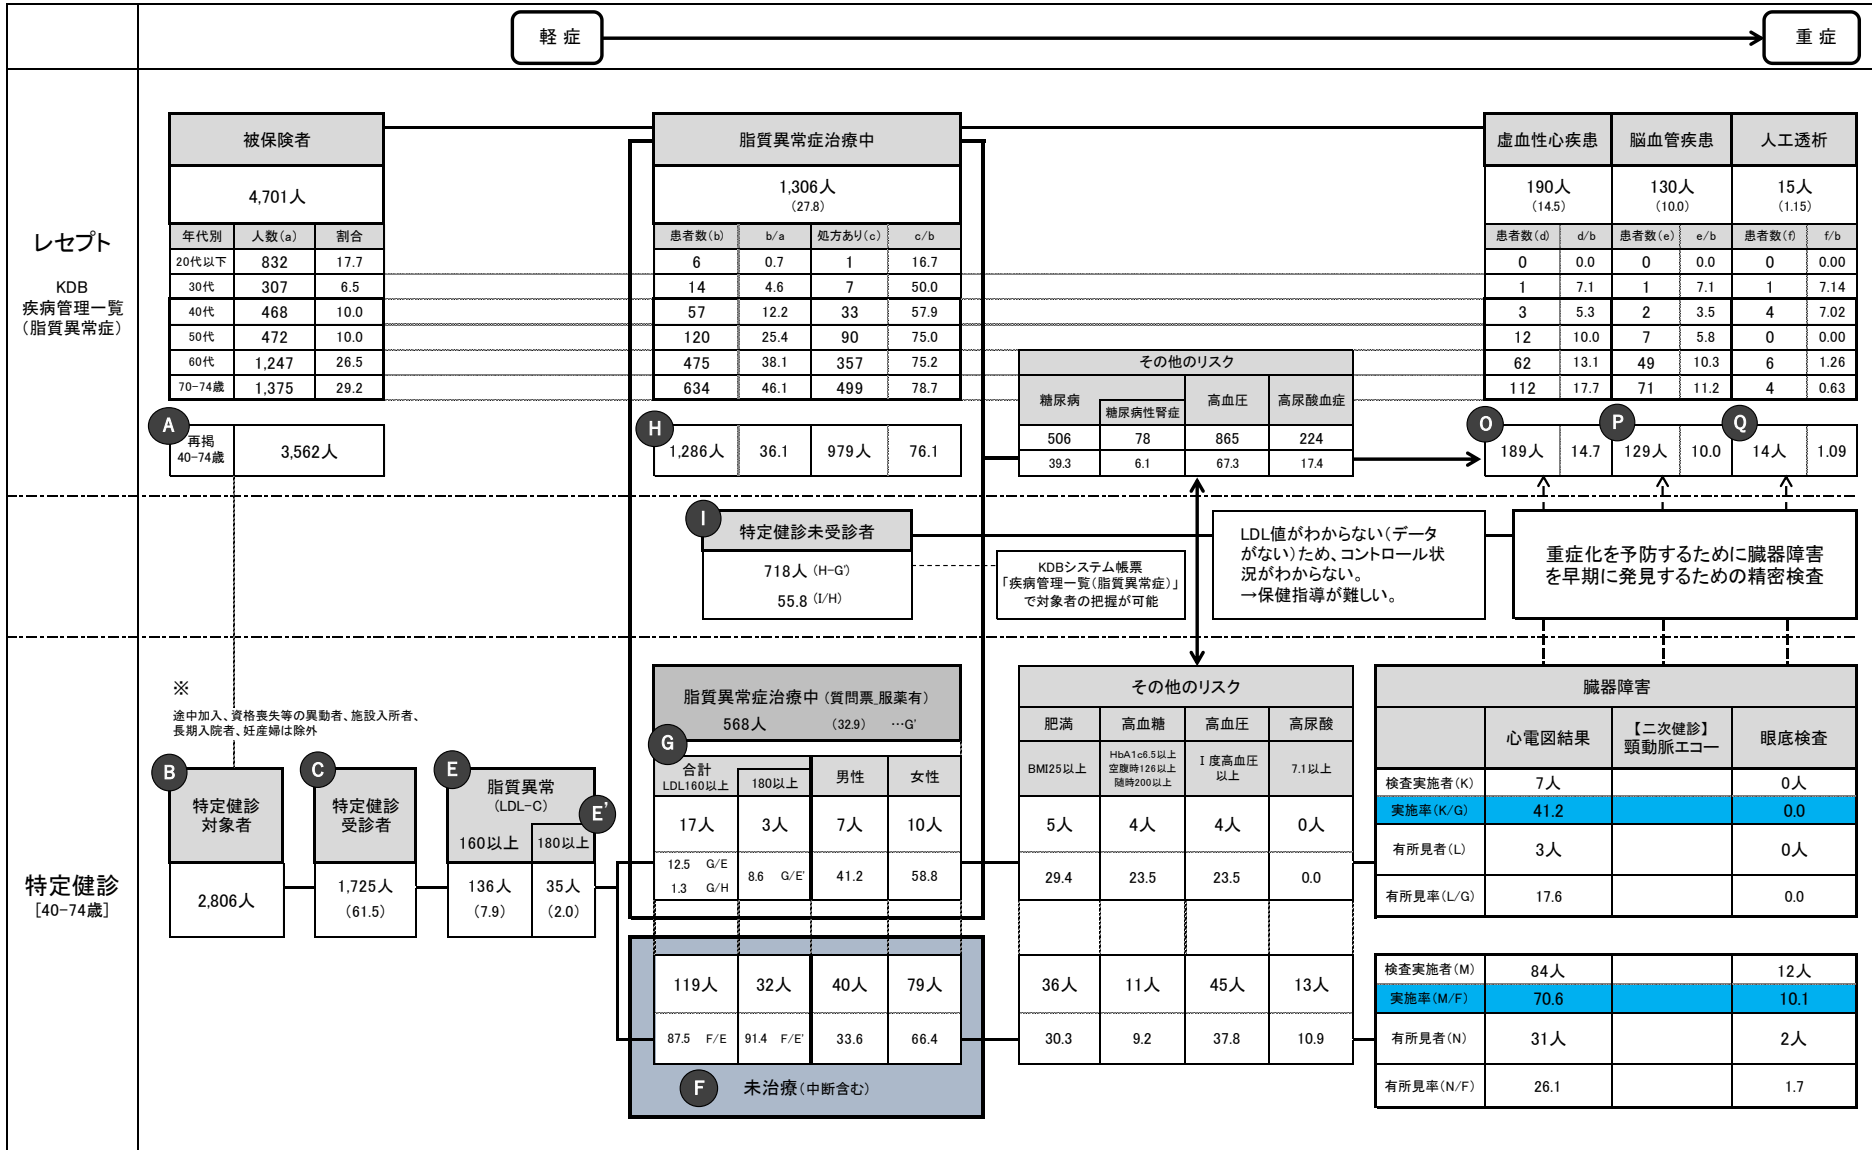 軽 症
重 症
レセプト
KDB
疾病管理一覧
（脂質異常症）
被保険者
4,701人
年代別 人数(a) 割合
20代以下 832 17.7
30代 307 6.5
40代 468 10.0
50代 472 10.0
60代 1,247 26.5
70-74歳 1,375 29.2
A
再掲
40-74歳
3,562人
脂質異常症治療中
1,306人
(27.8)
患者数(b) b/a 処方あり(c) c/b
6 0.7 1 16.7
14 4.6 7 50.0
57 12.2 33 57.9
120 25.4 90 75.0
475 38.1 357 75.2
634 46.1 499 78.7
H
1,286人 36.1 979人 76.1
その他のリスク
糖尿病 糖尿病性腎症 高血圧 高尿酸血症
506 78 865 224
39.3 6.1 67.3 17.4
虚血性心疾患 脳血管疾患 人工透析
190人 130人 15人
(14.5) (10.0) (1.15)
患者数(d) d/b 患者数(e) e/b 患者数(f) f/b
0 0.0 0 0.0 0 0.00
1 7.1 1 7.1 1 7.14
3 5.3 2 3.5 4 7.02
12 10.0 7 5.8 0 0.00
62 13.1 49 10.3 6 1.26
112 17.7 71 11.2 4 0.63
O P Q
189人 14.7 129人 10.0 14人 1.09
I
特定健診未受診者
718人 (H-G')
55.8 (I/H)
KDBシステム帳票
「疾病管理一覧(脂質異常症)」
で対象者の把握が可能
LDL値がわからない（データ
がない）ため、コントロール状
況がわからない。
→保健指導が難しい。
重症化を予防するために臓器障害
を早期に発見するための精密検査
特定健診
[40-74歳]
※
途中加入、資格喪失等の異動者、施設入所者、
長期入院者、妊産婦は除外
B
特定健診
対象者
2,806人
C
特定健診
受診者
1,725人
(61.5)
E
脂質異常
(LDL-C)
E'
160以上 180以上
136人 35人
(7.9) (2.0)
脂質異常症治療中 (質問票_服薬有)
568人 (32.9) …G'
G
合計
LDL160以上
180以上 男性 女性
17人 3人 7人 10人
12.5 G/E
1.3 G/H
8.6 G/E' 41.2 58.8
119人 32人 40人 79人
87.5 F/E 91.4 F/E' 33.6 66.4
F
未治療(中断含む)
その他のリスク
肥満 高血糖 高血圧 高尿酸
BMI25以上
HbA1c6.5以上
空腹時126以上
随時200以上
Ⅰ度高血圧
以上
7.1以上
5人 4人 4人 0人
29.4 23.5 23.5 0.0
36人 11人 45人 13人
30.3 9.2 37.8 10.9
臓器障害
心電図結果
【二次健診】
頸動脈エコー
眼底検査
検査実施者(K) 7人 0人
実施率(K/G) 41.2 0.0
有所見者(L) 3人 0人
有所見率(L/G) 17.6 0.0
検査実施者(M) 84人 12人
実施率(M/F) 70.6 10.1
有所見者(N) 31人 2人
有所見率(N/F) 26.1 1.7